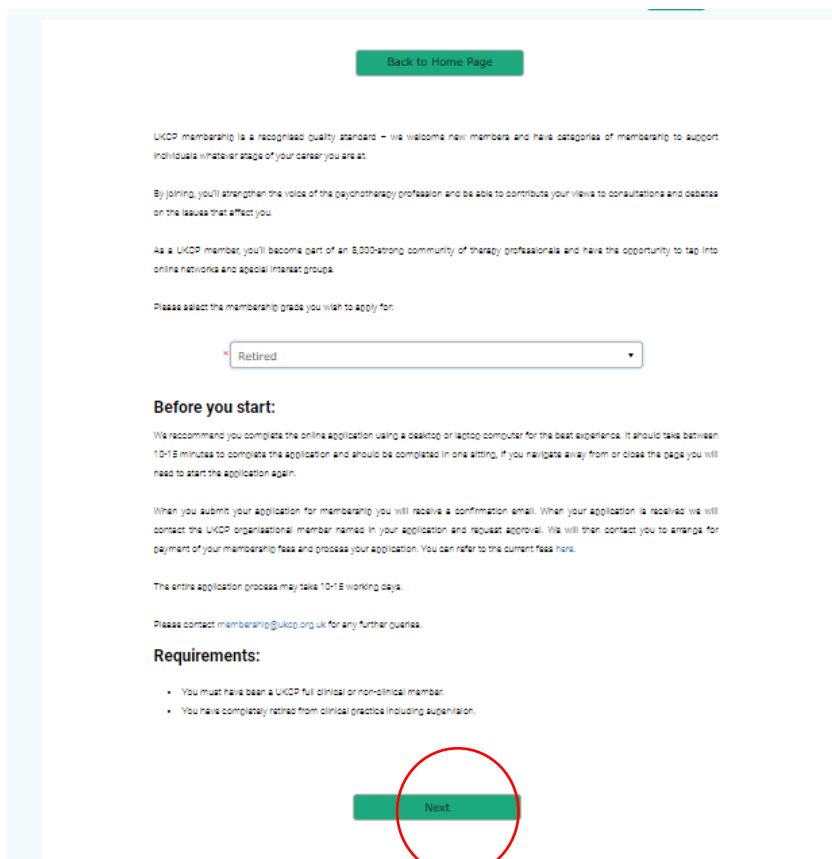 Back to Home Page
UKCP membership is a recognised quality standard – we welcome new members and have categories of membership to support
individuals whatever stage of your career you are at.
By joining, you'll strengthen the voice of the psychotherapy profession and be able to contribute your views to consultations and debates
on the issues that affect you.
As a UKCP member, you'll become part of an 8,000-strong community of therapy professionals and have the opportunity to tap into
online networks and special interest groups.
Please select the membership grade you wish to apply for:
* Retired
Before you start:
We reccommend you complete the online application using a desktop or laptop computer for the best experience. It should take between
10-15 minutes to complete the application and should be completed in one sitting, if you navigate away from or close the page you will
need to start the application again.
When you submit your application for membership you will receive a confirmation email. When your application is received we will
contact the UKCP organisational member named in your application and request approval. We will then contact you to arrange for
payment of your membership fees and process your application. You can refer to the current fees here.
The entire application process may take 10-15 working days.
Please contact membership@ukcp.org.uk for any further queries.
Requirements:
• You must have been a UKCP full clinical or non-clinical member.
• You have completely retired from clinical practice including supervision.
Next